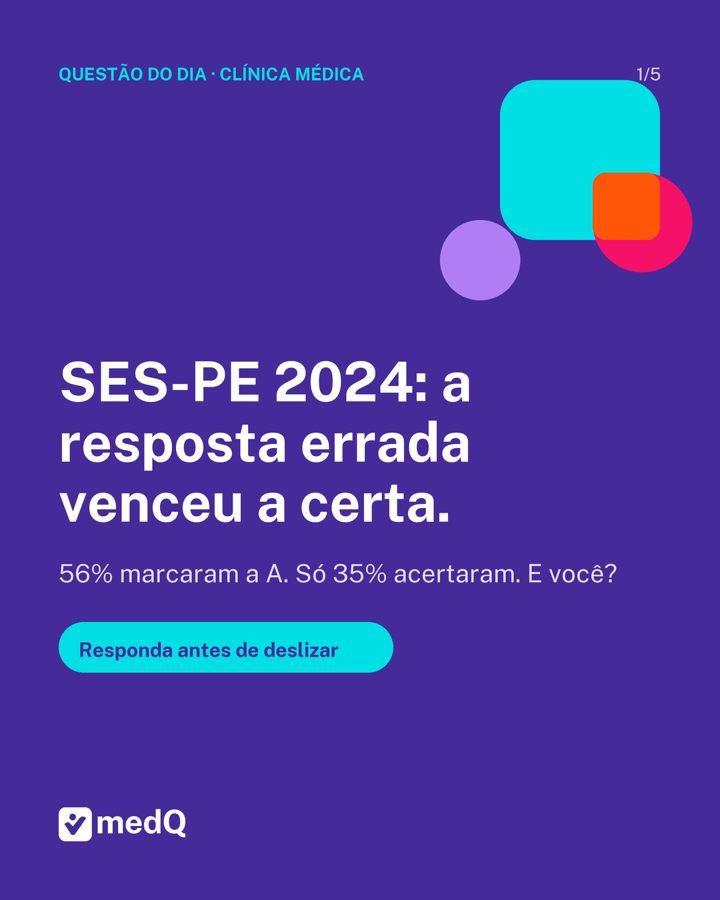 QUESTÃO DO DIA · CLÍNICA MÉDICA
1/5
SES-PE 2024: a
resposta errada
venceu a certa.
56% marcaram a A. Só 35% acertaram. E você?
Responda antes de deslizar
medQ